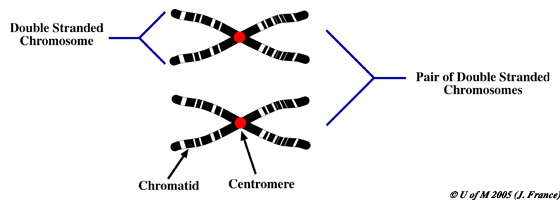 Double Stranded
Chromosome
Pair of Double Stranded
Chromosomes
Chromatid
Centromere
© U of M 2005 (J. France)